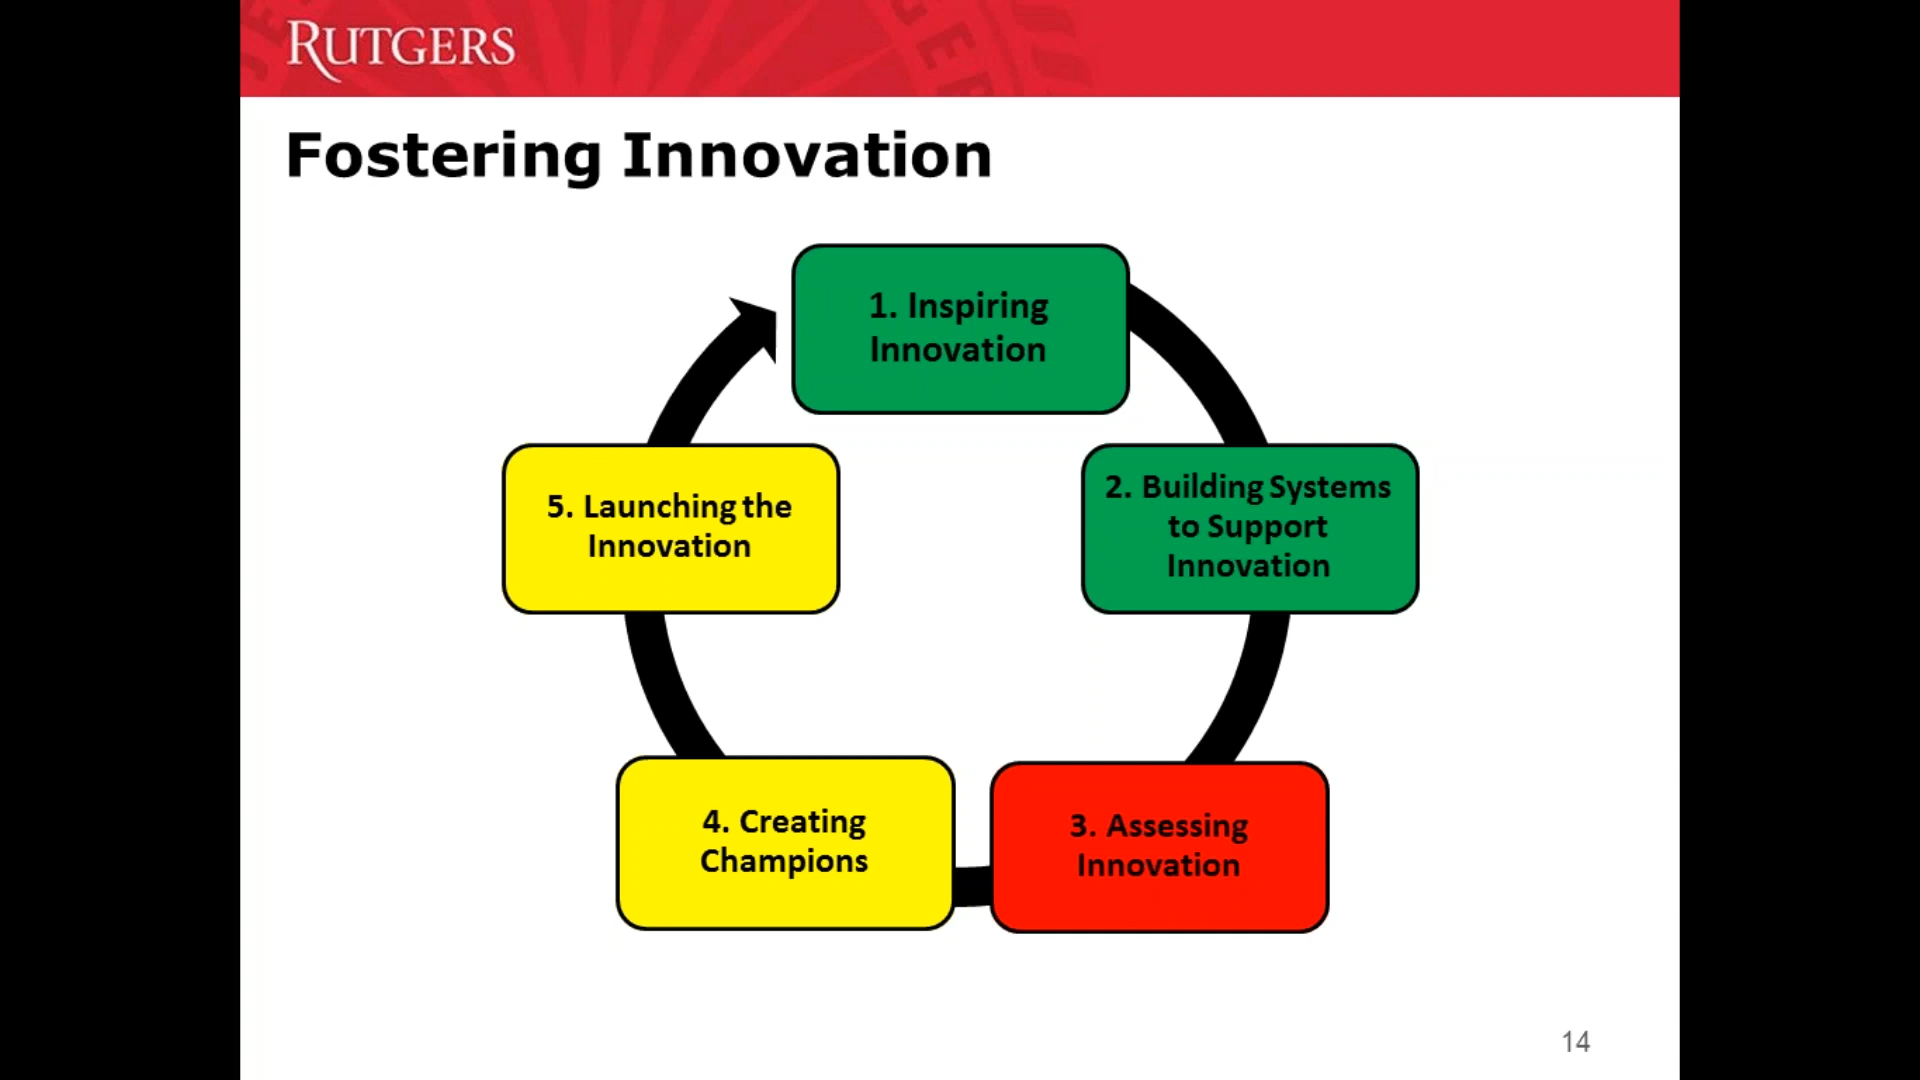 RUTGERS
Fostering Innovation
1. Inspiring
Innovation
2. Building Systems
to Support
Innovation
3. Assessing
Innovation
4. Creating
Champions
5. Launching the
Innovation
14